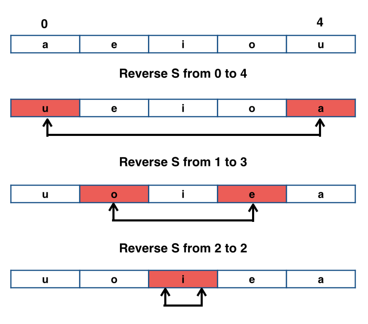 0 4
a e i o u
Reverse S from 0 to 4
u e i o a
Reverse S from 1 to 3
u o i e a
Reverse S from 2 to 2
u o i e a